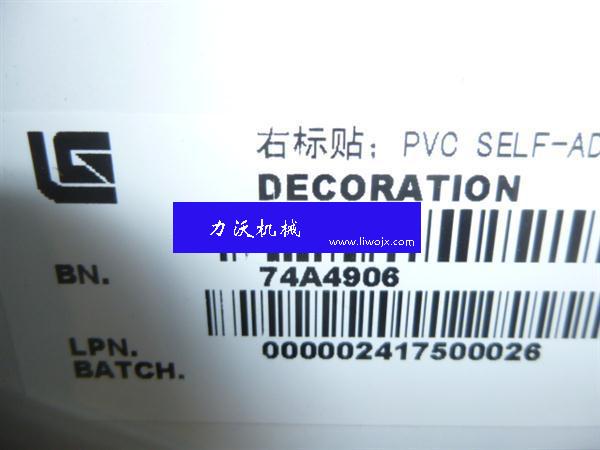 右标贴; PVC SELF-AD
DECORATION
力沃机械
www.liwojx.com
BN.
74A4906
LPN.
000002417500026
BATCH.